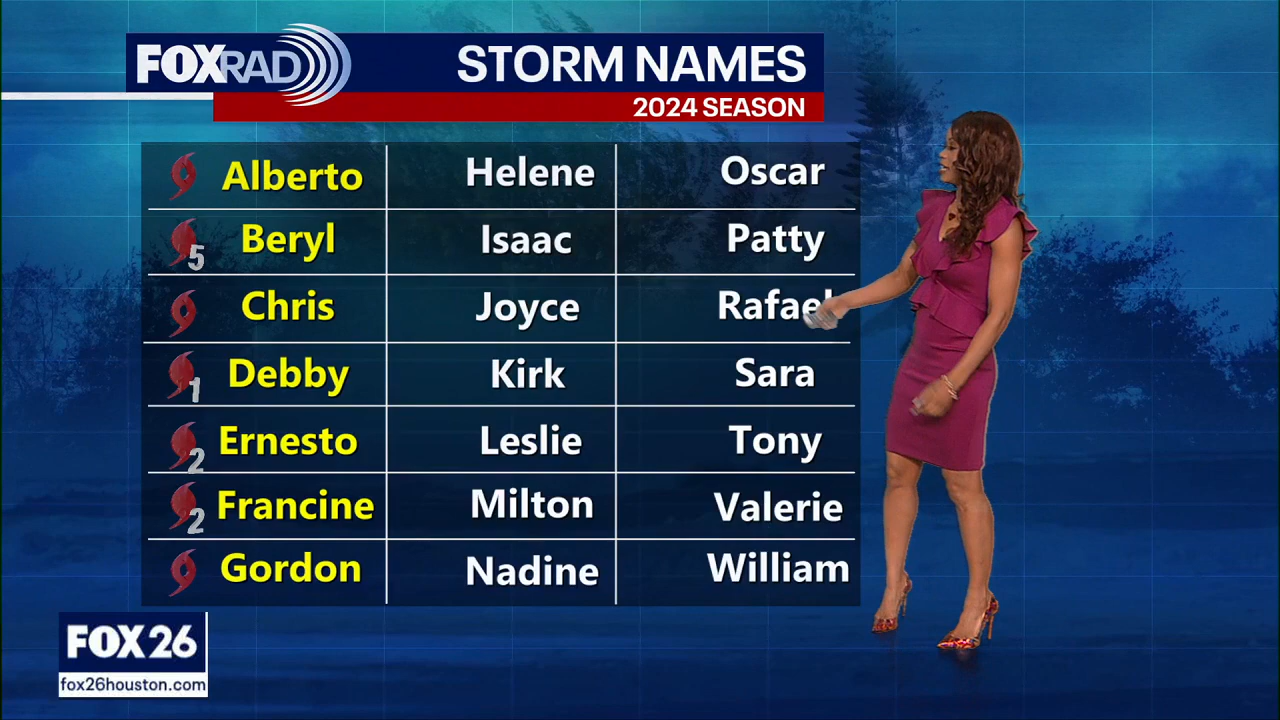 FOXRAD
STORM NAMES
2024 SEASON
Alberto Helene Oscar
5 Beryl Isaac Patty
Chris Joyce Rafael
1 Debby Kirk Sara
2 Ernesto Leslie Tony
2 Francine Milton Valerie
Gordon Nadine William
FOX 26
fox26houston.com